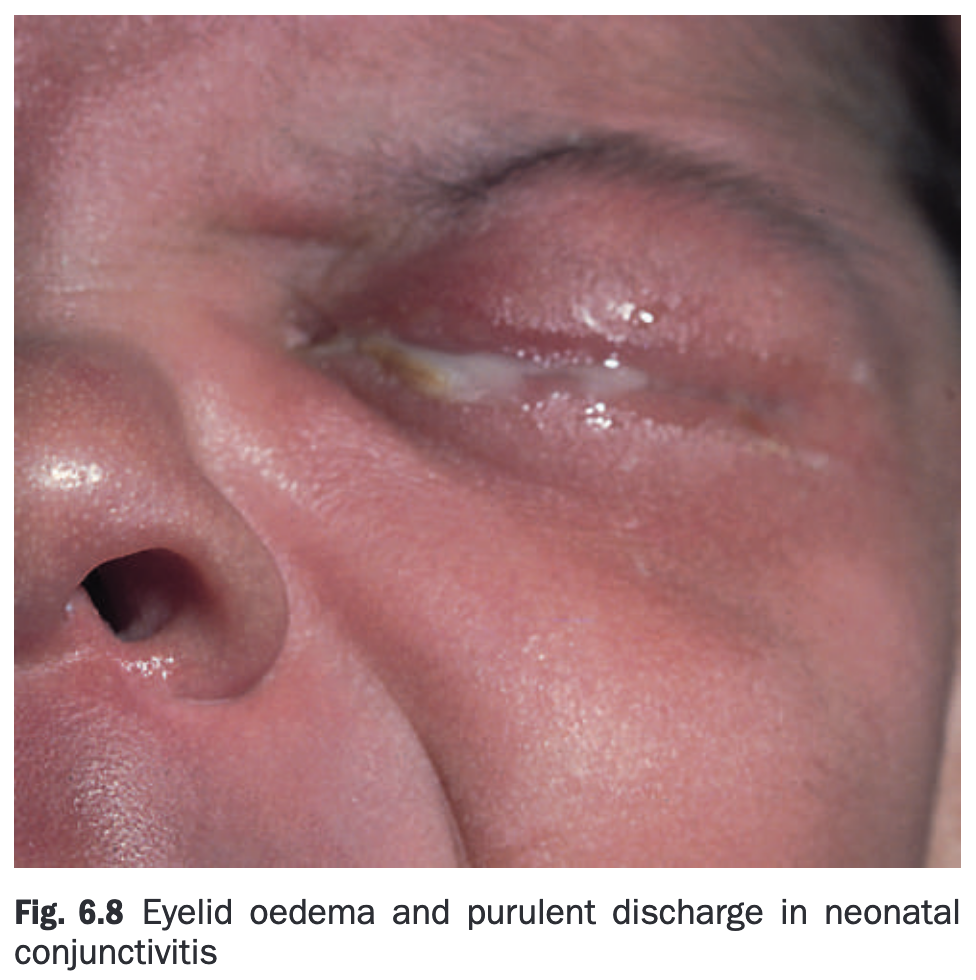 Fig. 6.8 Eyelid oedema and purulent discharge in neonatal
conjunctivitis